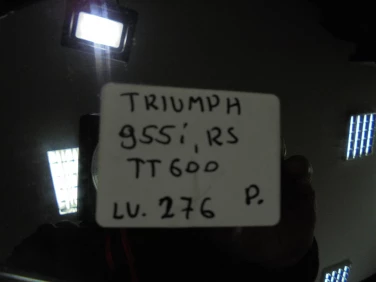 TRIUMPH
955i, RS
TT600
LV. 276 P.